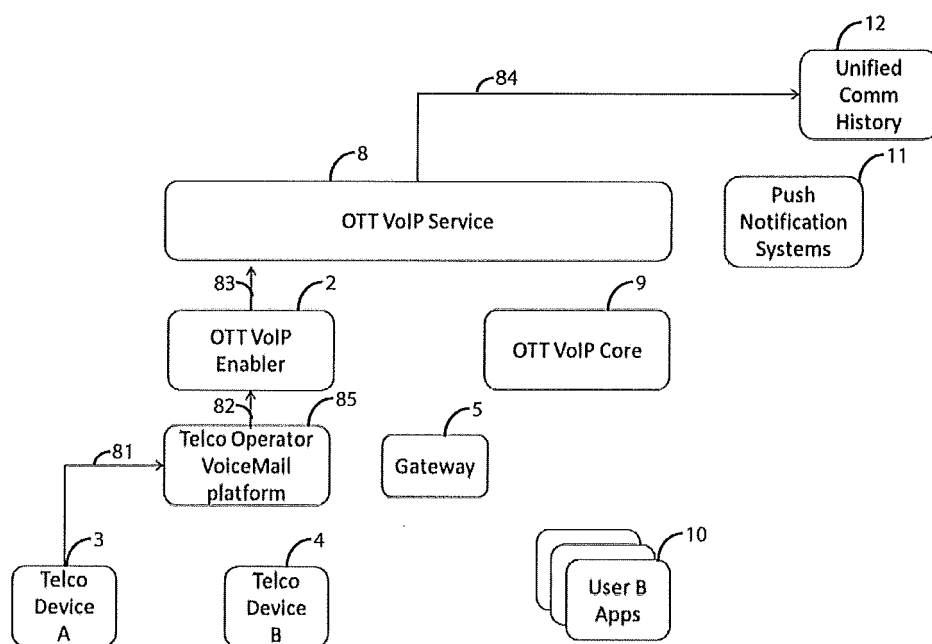 12
Unified
Comm
History
84
8
OTT VoIP Service
11
Push
Notification
Systems
83
2
OTT VoIP
Enabler
9
OTT VoIP Core
82
85
Telco Operator
VoiceMail
platform
81
5
Gateway
3
Telco
Device
A
4
Telco
Device
B
10
User B
Apps